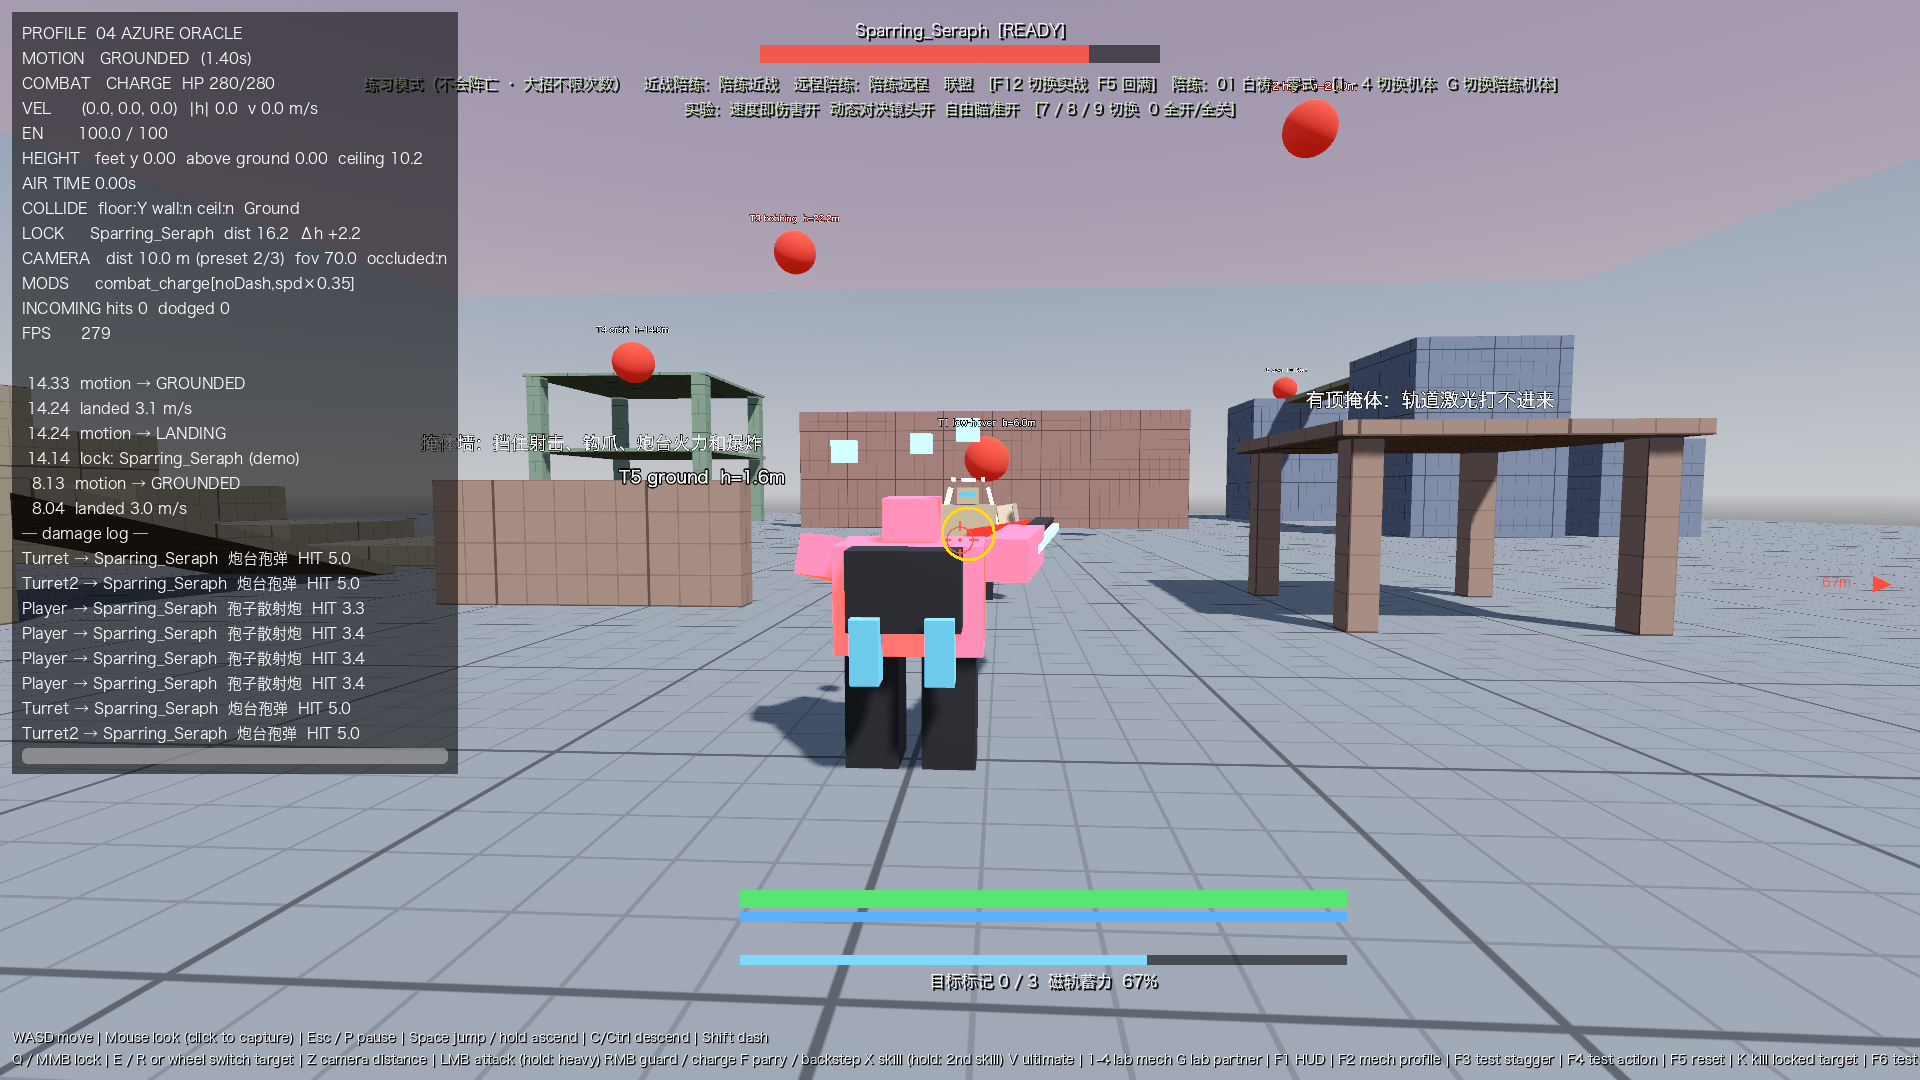 PROFILE 04 AZURE ORACLE
MOTION GROUNDED (1.40s)
COMBAT CHARGE HP 280/280
VEL (0.0, 0.0, 0.0) |h| 0.0 v 0.0 m/s
EN 100.0 / 100
HEIGHT feet y 0.00 above ground 0.00 ceiling 10.2
AIR TIME 0.00s
COLLIDE floor:Y wall:n ceil:n Ground
LOCK Sparring_Seraph dist 16.2 Δh +2.2
CAMERA dist 10.0 m (preset 2/3) fov 70.0 occluded:n
MODS combat_charge[noDash,spd×0.35]
INCOMING hits 0 dodged 0
FPS 279
14.33 motion → GROUNDED
14.24 landed 3.1 m/s
14.24 motion → LANDING
14.14 lock: Sparring_Seraph (demo)
8.13 motion → GROUNDED
8.04 landed 3.0 m/s
— damage log —
Turret → Sparring_Seraph 炮台孢弹 HIT 5.0
Turret2 → Sparring_Seraph 炮台孢弹 HIT 5.0
Player → Sparring_Seraph 孢子散射炮 HIT 3.3
Player → Sparring_Seraph 孢子散射炮 HIT 3.4
Player → Sparring_Seraph 孢子散射炮 HIT 3.4
Player → Sparring_Seraph 孢子散射炮 HIT 3.4
Turret → Sparring_Seraph 炮台孢弹 HIT 5.0
Turret2 → Sparring_Seraph 炮台孢弹 HIT 5.0
Sparring_Seraph [READY]
练习模式（不会阵亡 · 大招不限次数） 近战陪练：陪练近战 远程陪练：陪练远程 联盟 [F12 切换实战 F5 回满] 陪练：01 白祷·零式 [1-4 切换机体 G 切换陪练机体]
实验：速度即伤害开 动态对决镜头开 自由瞄准开 [7 / 8 / 9 切换 0 全开/全关]
T3 bobbing h=22.2m
T4 orbit h=14.0m
有顶掩体：轨道激光打不进来
T1 low hover h=6.0m
掩体墙：挡住射击、钩爪、炮台火力和爆炸
T5 ground h=1.6m
67m
目标标记 0 / 3 磁轨蓄力 67%
WASD move | Mouse look (click to capture) | Esc / P pause | Space jump / hold ascend | C/Ctrl descend | Shift dash
Q / MMB lock | E / R or wheel switch target | Z camera distance | LMB attack (hold: heavy) RMB guard / charge F parry / backstep X skill (hold: 2nd skill) V ultimate | 1-4 lab mech G lab partner | F1 HUD | F2 mech profile | F3 test stagger | F4 test action | F5 reset | K kill locked target | F6 test